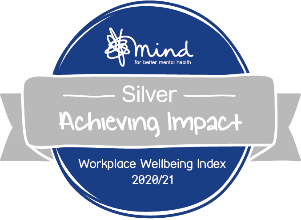 mind
for better mental health
Silver
Achieving Impact
Workplace Wellbeing Index
2020/21